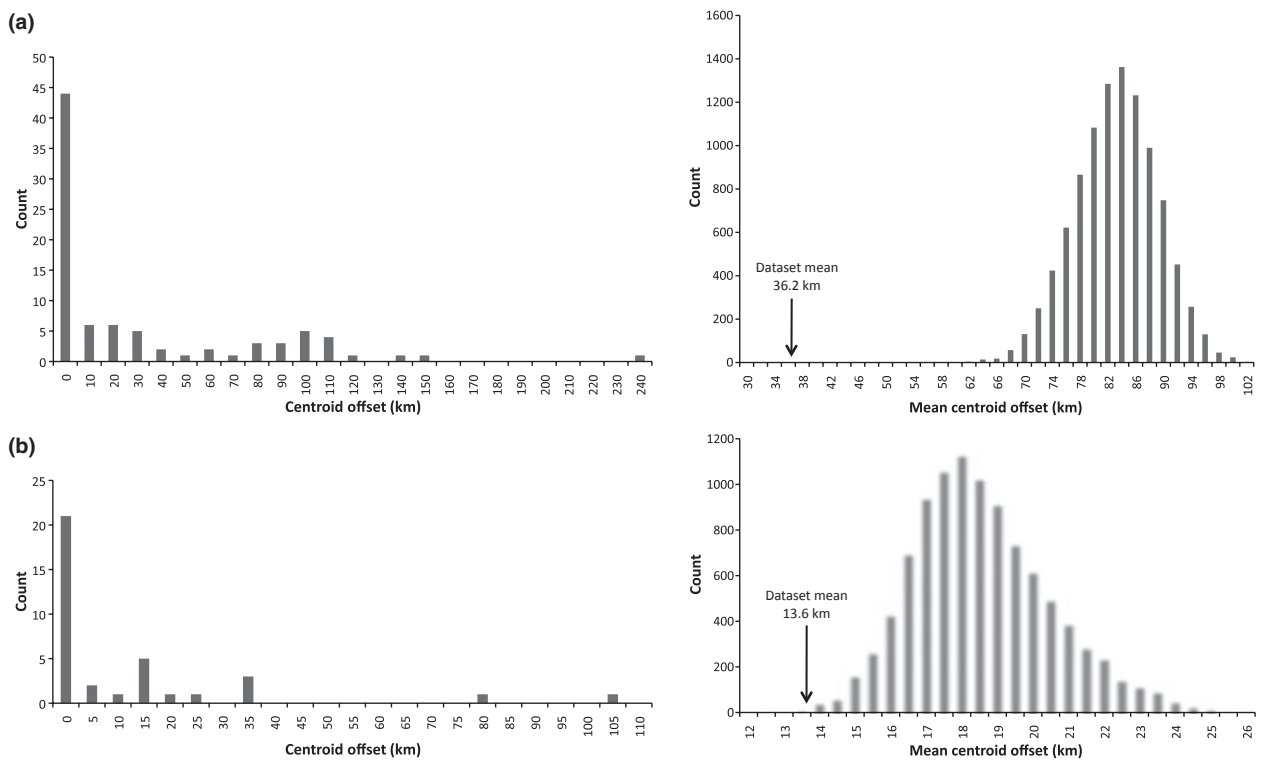 (a)
50
45
40
35
30
25
20
15
10
5
0
Count
0 10 20 30 40 50 60 70 80 90 100 110 120 130 140 150 160 170 180 190 200 210 220 230 240
Centroid offset (km)
1600
1400
1200
1000
800
600
400
200
0
Count
Dataset mean
36.2 km
30 34 38 42 46 50 54 58 62 66 70 74 78 82 86 90 94 98 102
Mean centroid offset (km)
(b)
25
20
15
10
5
0
Count
0 5 10 15 20 25 30 35 40 45 50 55 60 65 70 75 80 85 90 95 100 105 110
Centroid offset (km)
1200
1000
800
600
400
200
0
Count
Dataset mean
13.6 km
12 13 14 15 16 17 18 19 20 21 22 23 24 25 26
Mean centroid offset (km)